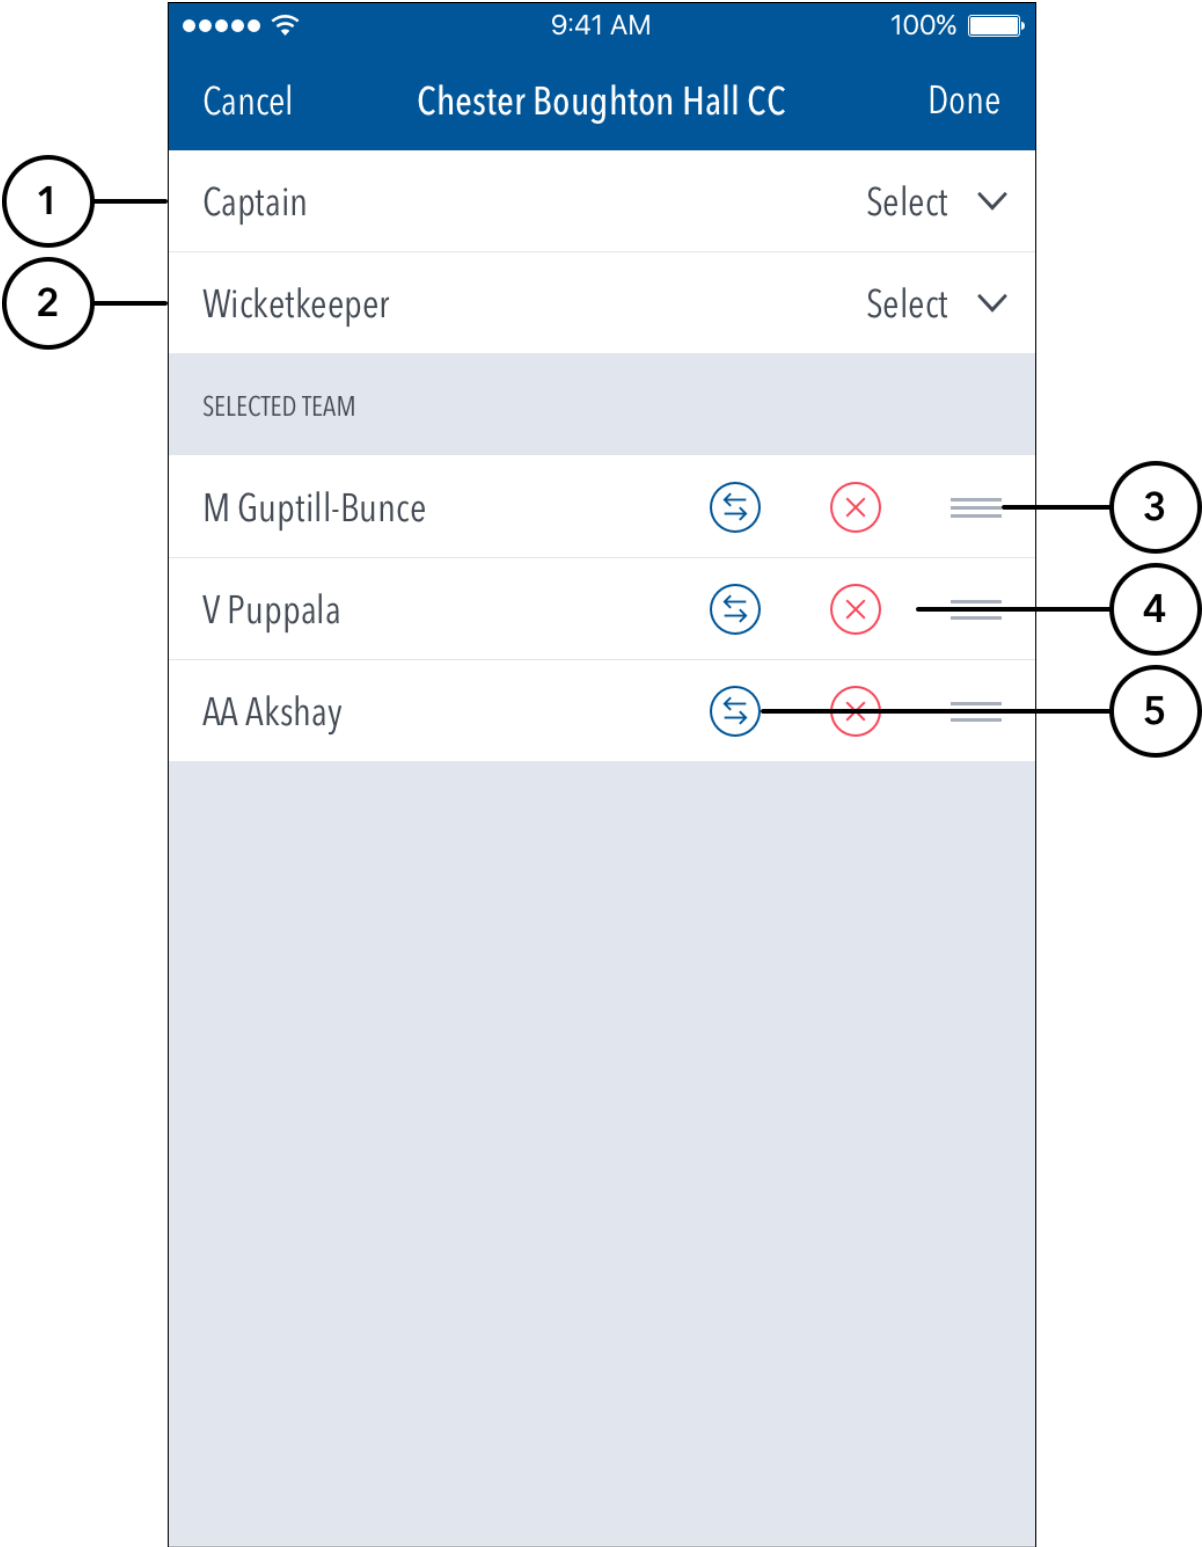 9:41 AM 100%
Cancel Chester Boughton Hall CC Done
1 Captain Select
2 Wicketkeeper Select
SELECTED TEAM
M Guptill-Bunce 3
V Puppala 4
AA Akshay 5